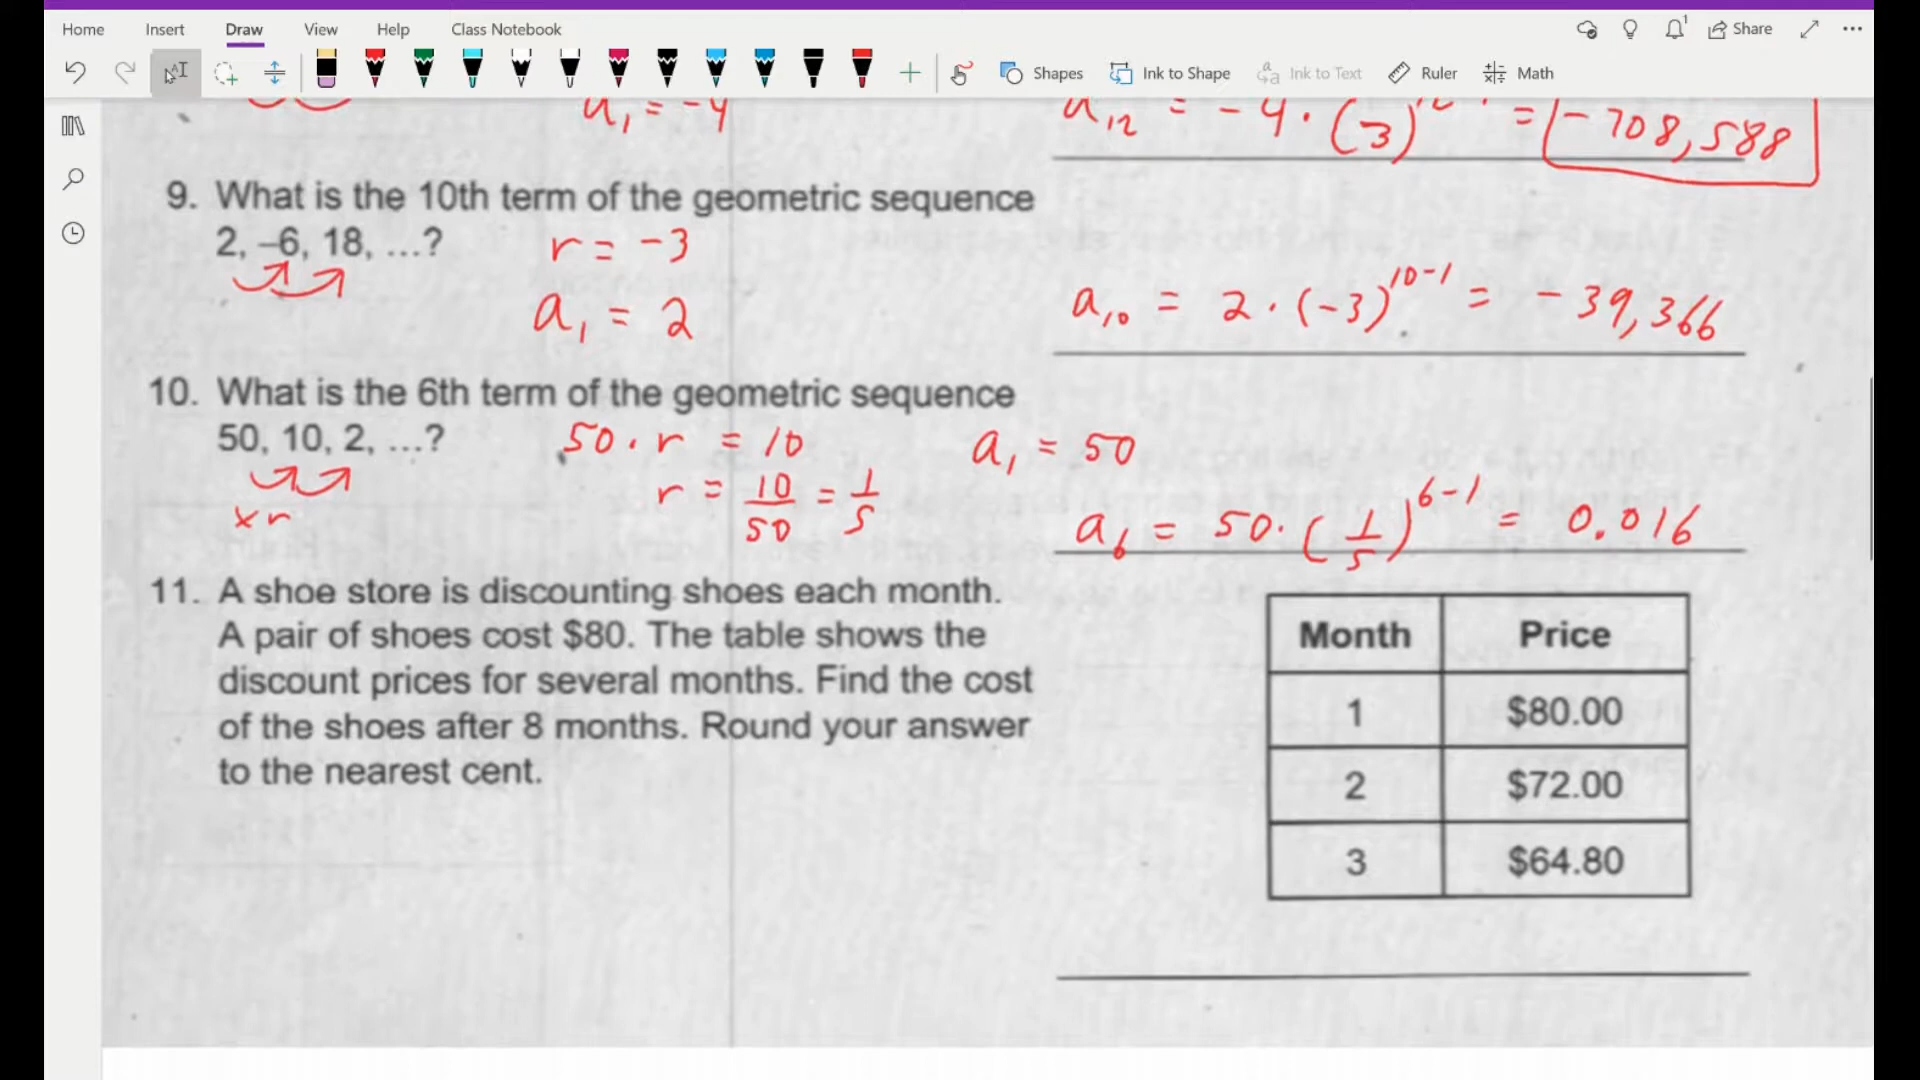 Home Insert Draw View Help Class Notebook
1 Share
Shapes Ink to Shape Ink to Text Ruler Math
a₁ = -4
a₁₂ = -4 · (3) = -708,588
9. What is the 10th term of the geometric sequence
2, –6, 18, ...? r = -3
a₁ = 2
a₁₀ = 2 · (-3)¹⁰⁻¹ = -39,366
10. What is the 6th term of the geometric sequence
50, 10, 2, ...? 50 · r = 10 a₁ = 50
xr r = 10/50 = 1/5
a₆ = 50 · (1/5)⁶⁻¹ = 0.016
11. A shoe store is discounting shoes each month.
A pair of shoes cost $80. The table shows the
discount prices for several months. Find the cost
of the shoes after 8 months. Round your answer
to the nearest cent.
Month Price
1 $80.00
2 $72.00
3 $64.80